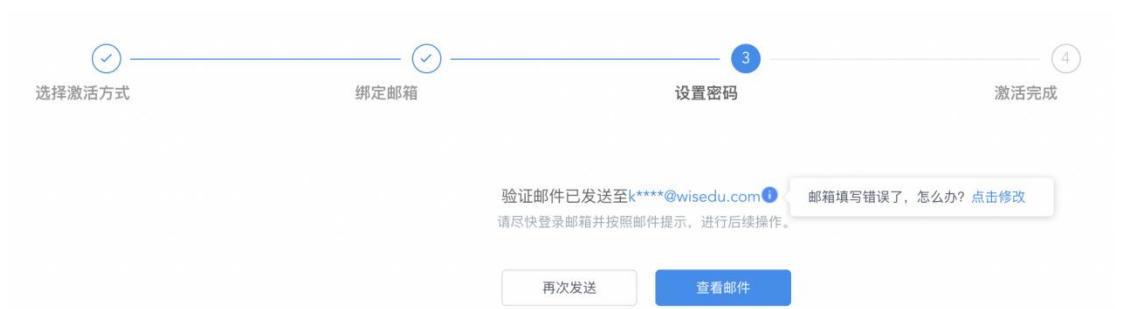 3
4
选择激活方式
绑定邮箱
设置密码
激活完成
验证邮件已发送至k****@wisedu.com
邮箱填写错误了，怎么办？点击修改
请尽快登录邮箱并按照邮件提示，进行后续操作。
再次发送
查看邮件